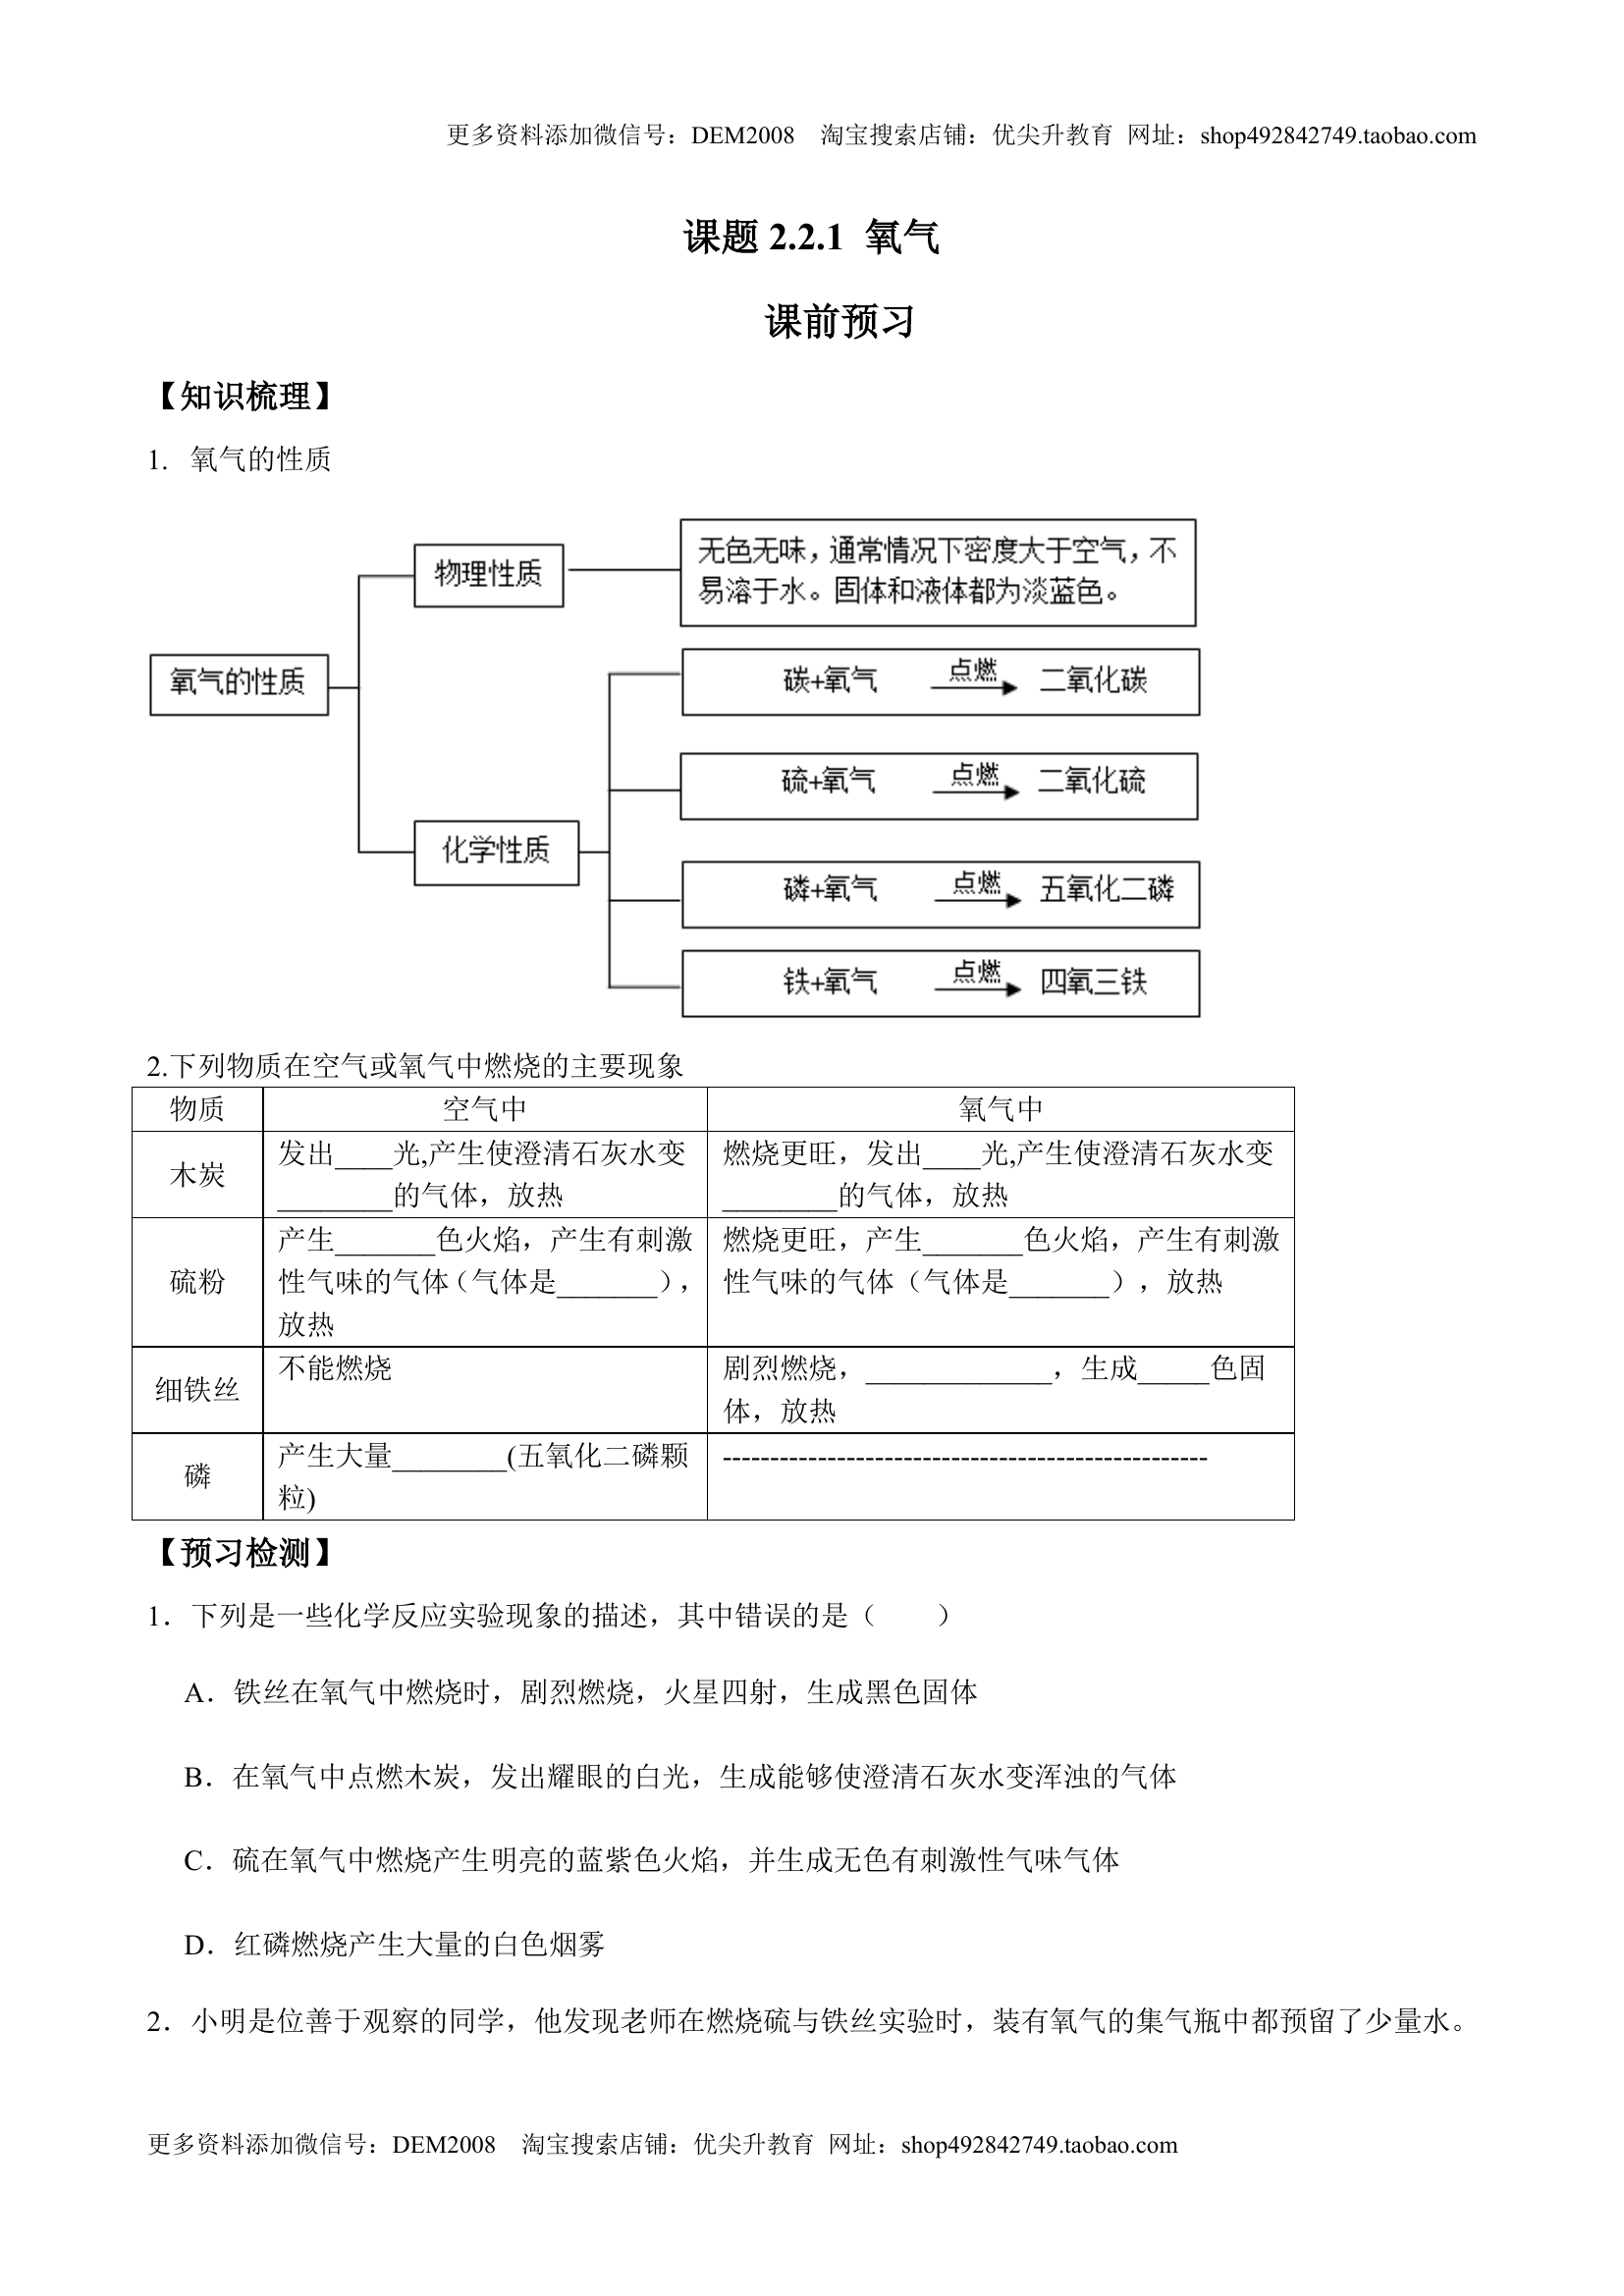 更多资料添加微信号：DEM2008　淘宝搜索店铺：优尖升教育 网址：shop492842749.taobao.com
课题 2.2.1 氧气
课前预习
【知识梳理】
1. 氧气的性质
物理性质
无色无味，通常情况下密度大于空气，不
易溶于水。固体和液体都为淡蓝色。
氧气的性质
碳+氧气 点燃 二氧化碳
硫+氧气 点燃 二氧化硫
化学性质
磷+氧气 点燃 五氧化二磷
铁+氧气 点燃 四氧三铁
2.下列物质在空气或氧气中燃烧的主要现象
物质 空气中 氧气中
木炭
发出____光,产生使澄清石灰水变
________的气体，放热
燃烧更旺，发出____光,产生使澄清石灰水变
________的气体，放热
硫粉
产生_______色火焰，产生有刺激
性气味的气体（气体是_______），
放热
燃烧更旺，产生_______色火焰，产生有刺激
性气味的气体（气体是_______），放热
细铁丝
不能燃烧
剧烈燃烧，_____________，生成_____色固
体，放热
磷
产生大量________(五氧化二磷颗
粒)
----------------------------------------------------
【预习检测】
1．下列是一些化学反应实验现象的描述，其中错误的是（　　）
A．铁丝在氧气中燃烧时，剧烈燃烧，火星四射，生成黑色固体
B．在氧气中点燃木炭，发出耀眼的白光，生成能够使澄清石灰水变浑浊的气体
C．硫在氧气中燃烧产生明亮的蓝紫色火焰，并生成无色有刺激性气味气体
D．红磷燃烧产生大量的白色烟雾
2．小明是位善于观察的同学，他发现老师在燃烧硫与铁丝实验时，装有氧气的集气瓶中都预留了少量水。
更多资料添加微信号：DEM2008　淘宝搜索店铺：优尖升教育 网址：shop492842749.taobao.com